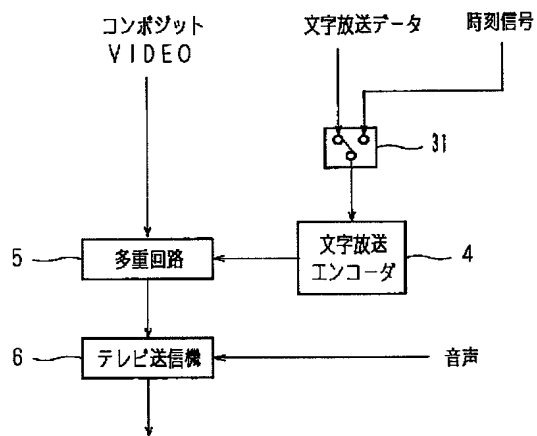 コンポジット
VIDEO
文字放送データ
時刻信号
31
5
多重回路
文字放送
エンコーダ
4
6
テレビ送信機
音声